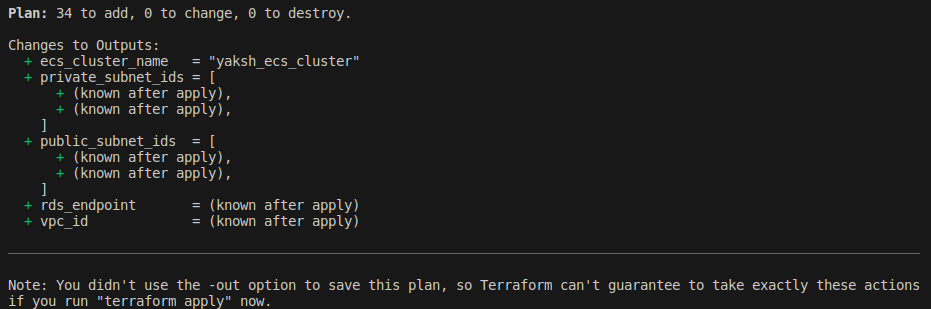 Plan: 34 to add, 0 to change, 0 to destroy.
Changes to Outputs:
  + ecs_cluster_name   = "yaksh_ecs_cluster"
  + private_subnet_ids = [
      + (known after apply),
      + (known after apply),
    ]
  + public_subnet_ids  = [
      + (known after apply),
      + (known after apply),
    ]
  + rds_endpoint       = (known after apply)
  + vpc_id             = (known after apply)
Note: You didn't use the -out option to save this plan, so Terraform can't guarantee to take exactly these actions
if you run "terraform apply" now.